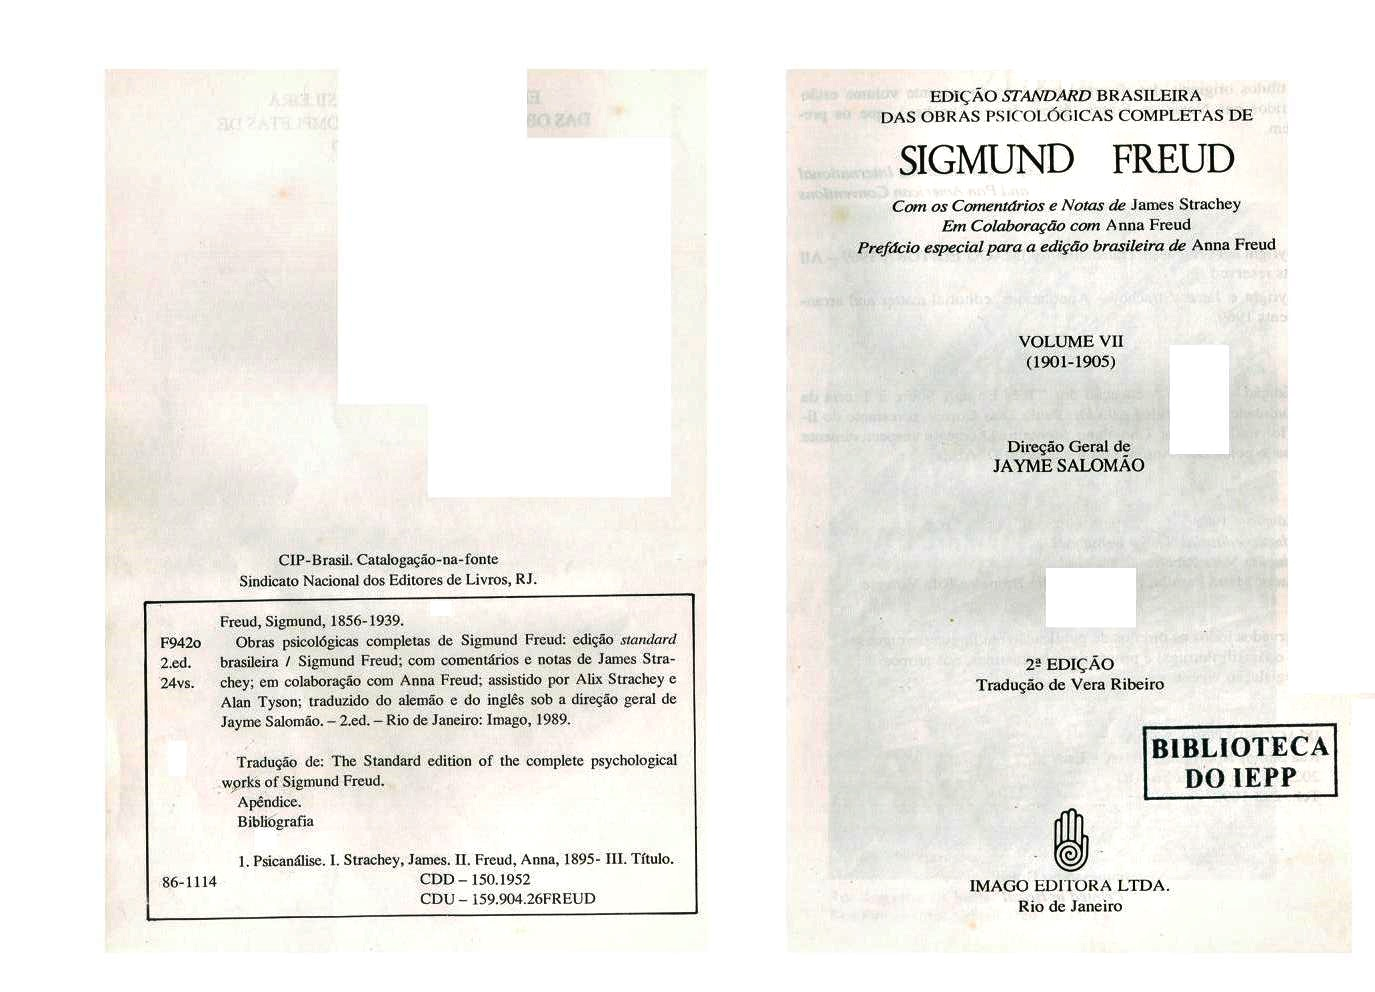 CIP-Brasil. Catalogação-na-fonte
Sindicato Nacional dos Editores de Livros, RJ.
Freud, Sigmund, 1856-1939.
F942o Obras psicológicas completas de Sigmund Freud: edição standard
2.ed. brasileira / Sigmund Freud; com comentários e notas de James Stra-
24vs. chey; em colaboração com Anna Freud; assistido por Alix Strachey e
Alan Tyson; traduzido do alemão e do inglês sob a direção geral de
Jayme Salomão. – 2.ed. – Rio de Janeiro: Imago, 1989.
Tradução de: The Standard edition of the complete psychological
works of Sigmund Freud.
Apêndice.
Bibliografia
1. Psicanálise. I. Strachey, James. II. Freud, Anna, 1895- III. Título.
86-1114 CDD – 150.1952
CDU – 159.904.26FREUD
EDIÇÃO STANDARD BRASILEIRA
DAS OBRAS PSICOLÓGICAS COMPLETAS DE
SIGMUND FREUD
Com os Comentários e Notas de James Strachey
Em Colaboração com Anna Freud
Prefácio especial para a edição brasileira de Anna Freud
VOLUME VII
(1901-1905)
Direção Geral de
JAYME SALOMÃO
2ª EDIÇÃO
Tradução de Vera Ribeiro
BIBLIOTECA
DO IEPP
IMAGO EDITORA LTDA.
Rio de Janeiro